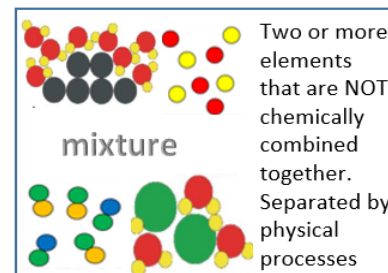 Two or more
elements
that are NOT
chemically
combined
together.
Separated by
physical
processes
mixture